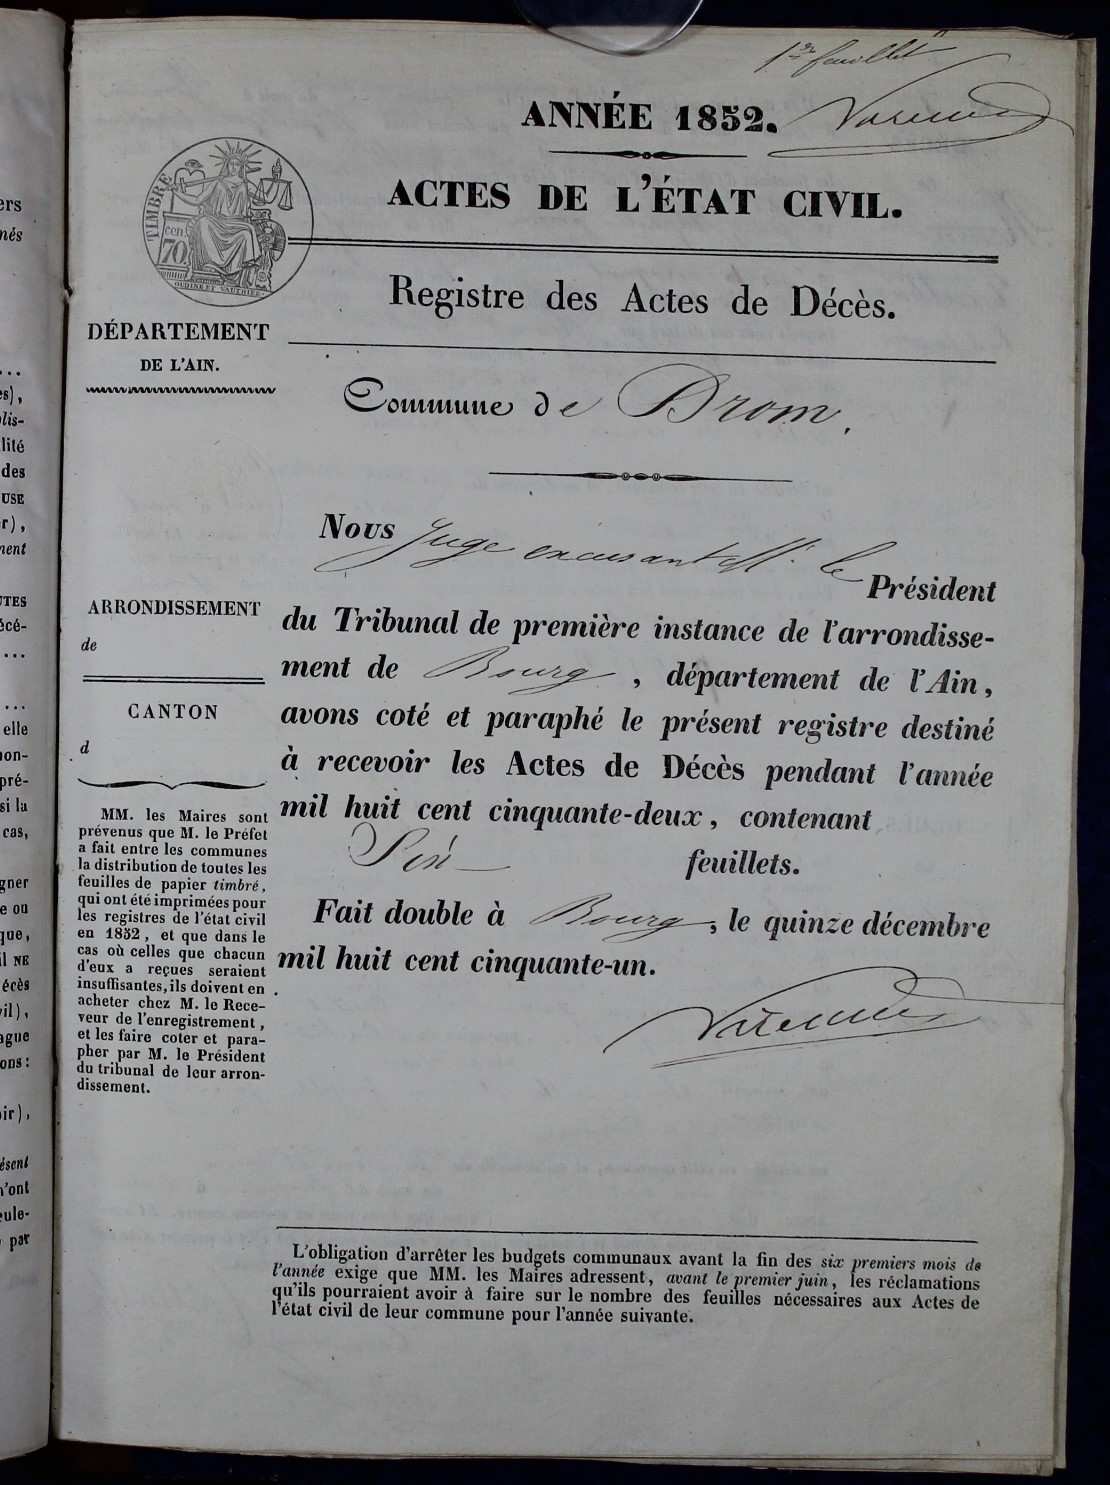 1er feuillet
ANNÉE 1852.
ACTES DE L'ÉTAT CIVIL.
TIMBRE
cen
70
OUDINE ET
Registre des Actes de Décès.
DÉPARTEMENT
DE L'AIN.
Commune de Drom.
Nous Juge excusant M. le Président
du Tribunal de première instance de l'arrondisse-
ment de Bourg, département de l'Ain,
avons coté et paraphé le présent registre destiné
à recevoir les Actes de Décès pendant l'année
mil huit cent cinquante-deux, contenant
feuillets.
Fait double à Bourg, le quinze décembre
mil huit cent cinquante-un.
ARRONDISSEMENT
de
CANTON
d
MM. les Maires sont
prévenus que M. le Préfet
a fait entre les communes
la distribution de toutes les
feuilles de papier timbré,
qui ont été imprimées pour
les registres de l'état civil
en 1852, et que dans le
cas où celles que chacun
d'eux a reçues seraient
insuffisantes, ils doivent en
acheter chez M. le Rece-
veur de l'enregistrement,
et les faire coter et para-
pher par M. le Président
du tribunal de leur arron-
dissement.
L'obligation d'arrêter les budgets communaux avant la fin des six premiers mois de
l'année exige que MM. les Maires adressent, avant le premier juin, les réclamations
qu'ils pourraient avoir à faire sur le nombre des feuilles nécessaires aux Actes de
l'état civil de leur commune pour l'année suivante.